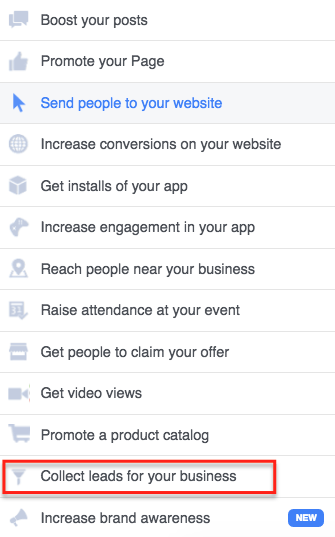 Boost your posts
Promote your Page
Send people to your website
Increase conversions on your website
Get installs of your app
Increase engagement in your app
Reach people near your business
Raise attendance at your event
Get people to claim your offer
Get video views
Promote a product catalog
Collect leads for your business
Increase brand awareness NEW